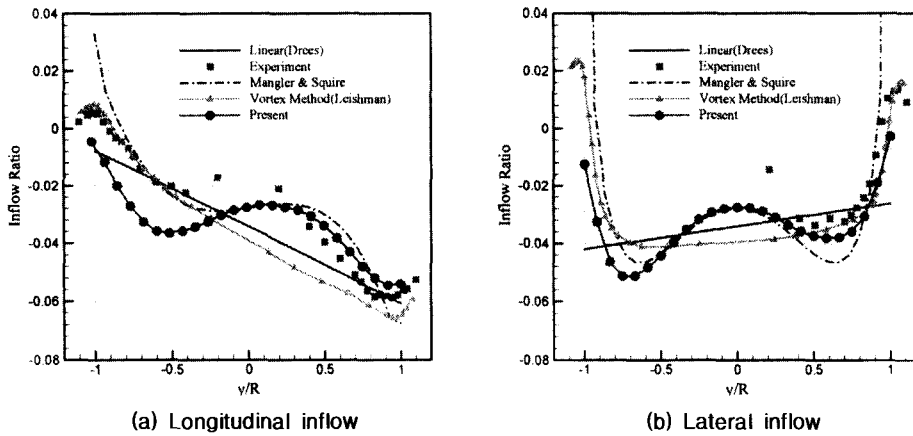 0.04
0.02
0
-0.02
-0.04
-0.06
-0.08
Inflow Ratio
Linear(Drees)
Experiment
Mangler & Squire
Vortex Method(Leishman)
Present
-1
-0.5
0
0.5
1
y/R
(a) Longitudinal inflow
0.04
0.02
0
-0.02
-0.04
-0.06
-0.08
Inflow Ratio
Linear(Drees)
Experiment
Mangler & Squire
Vortex Method(Leishman)
Present
-1
-0.5
0
0.5
1
y/R
(b) Lateral inflow